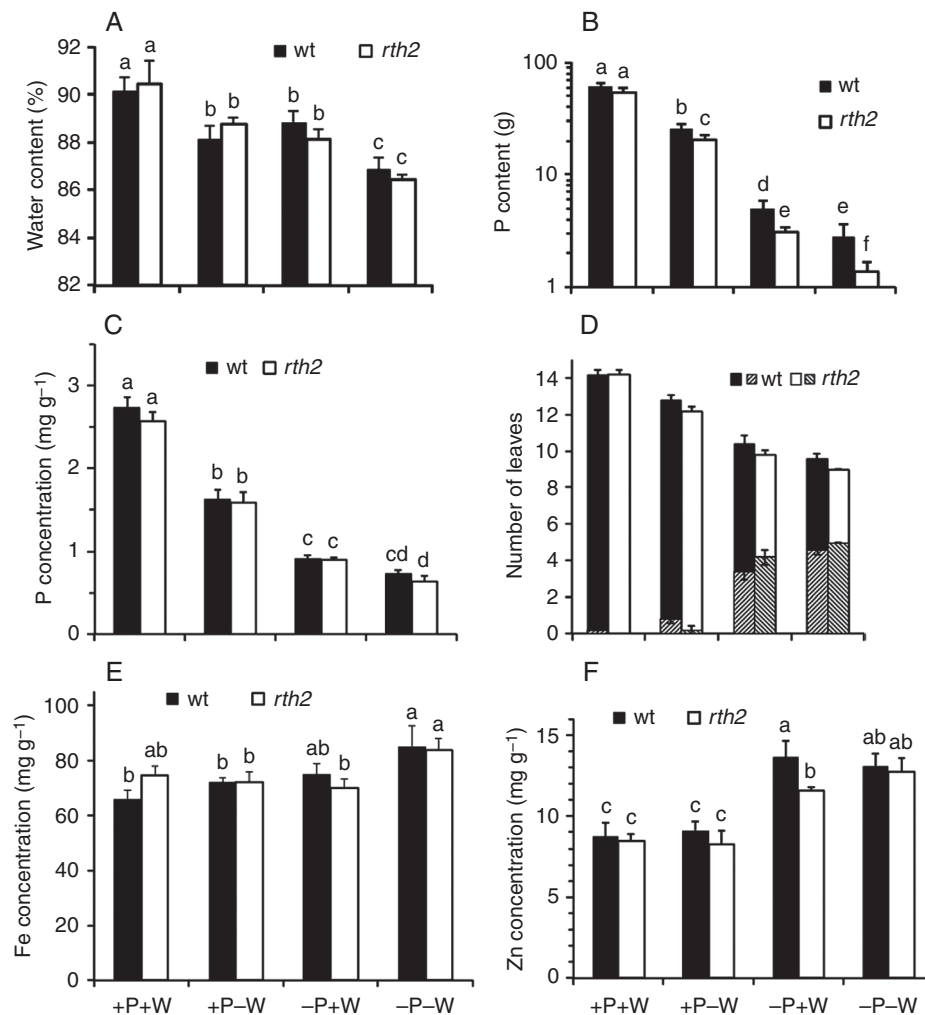 A
wt rth2
Water content (%)
92
90
88
86
84
82
a a b b b b c c
B
wt
rth2
P content (g)
100
10
1
a a b c d e e f
C
wt rth2
P concentration (mg g⁻¹)
3
2
1
0
a a b b c c cd d
D
wt rth2
Number of leaves
14
12
10
8
6
4
2
0
E
wt rth2
Fe concentration (mg g⁻¹)
100
80
60
40
20
0
b ab b b ab b a a
+P+W +P–W –P+W –P–W
F
wt rth2
Zn concentration (mg g⁻¹)
15
10
5
0
c c c c a b ab ab
+P+W +P–W –P+W –P–W